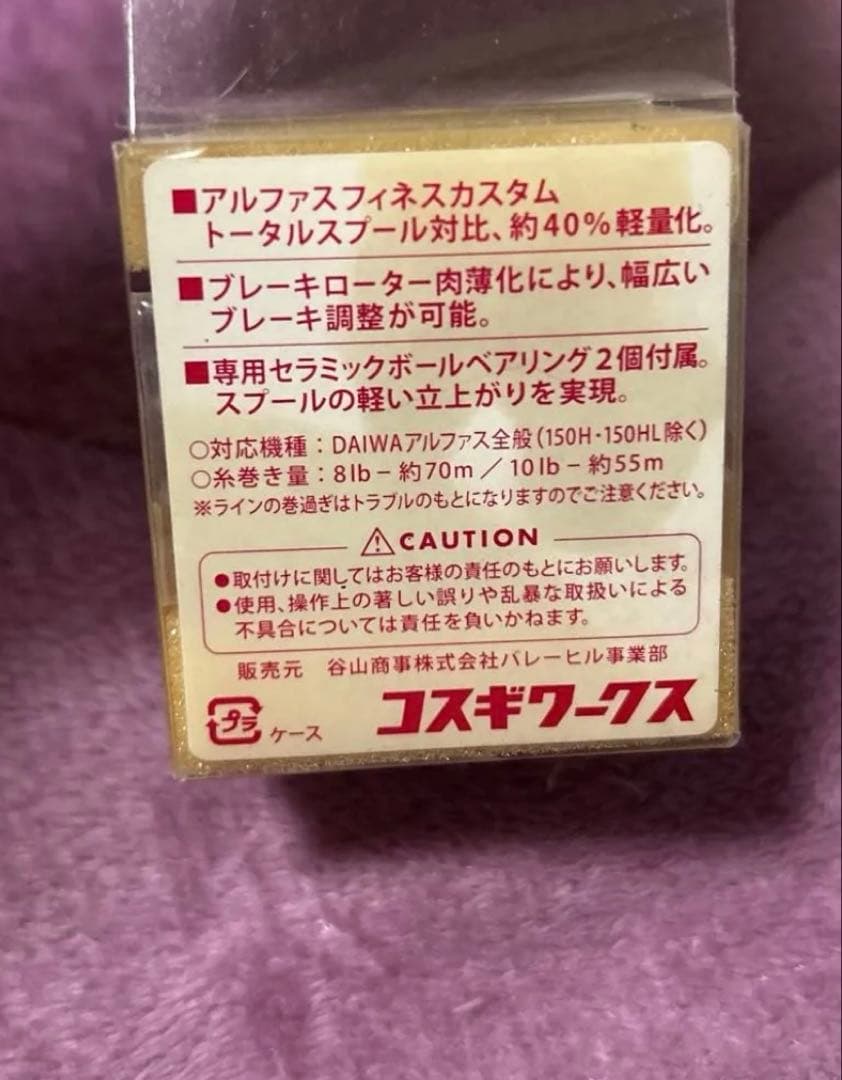 ■アルファスフィネスカスタム
トータルスプール対比、約40%軽量化。
■ブレーキローター肉薄化により、幅広い
ブレーキ調整が可能。
■専用セラミックボールベアリング2個付属。
スプールの軽い立上がりを実現。
○対応機種：DAIWAアルファス全般(150H・150HL除く)
○糸巻き量：8lb－約70m／10lb－約55m
※ラインの巻過ぎはトラブルのもとになりますのでご注意ください。
⚠CAUTION
●取付けに関してはお客様の責任のもとにお願いします。
●使用、操作上の著しい誤りや乱暴な取扱いによる
不具合については責任を負いかねます。
販売元 谷山商事株式会社バレーヒル事業部
プラ ケース コスギワークス